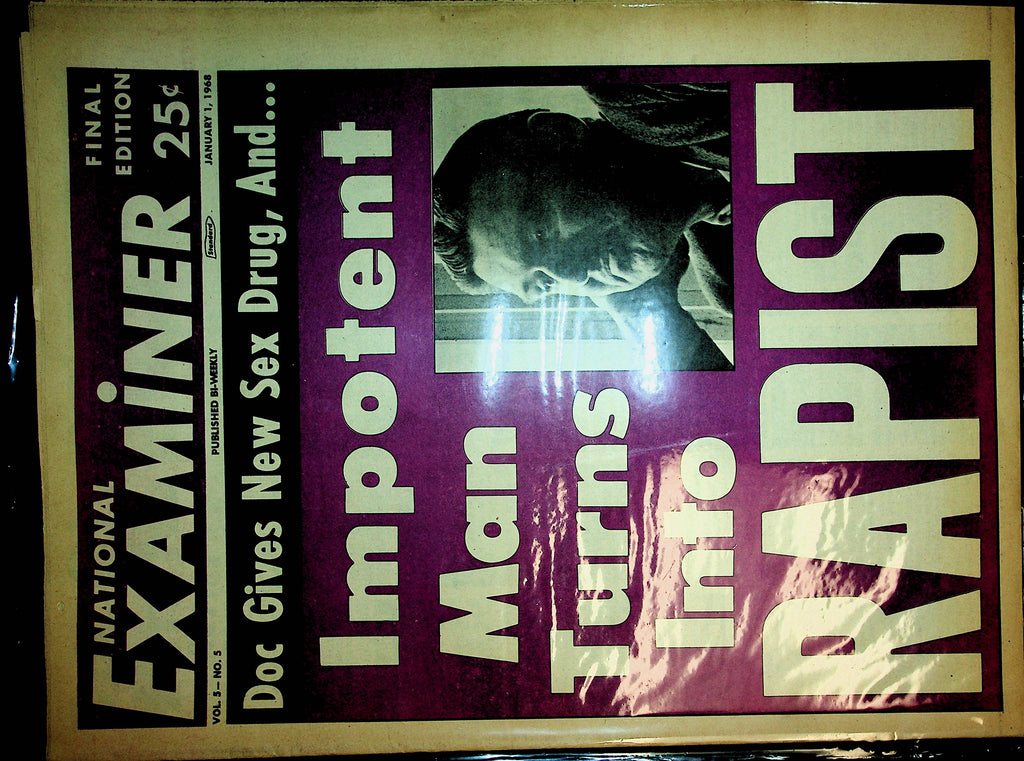 NATIONAL
EXAMINER
FINAL
EDITION
25¢
VOL. 5 — NO. 5
PUBLISHED BI-WEEKLY
Standard
JANUARY 1, 1968
Doc Gives New Sex Drug, And...
Impotent
Man
Turns
Into
RAPIST